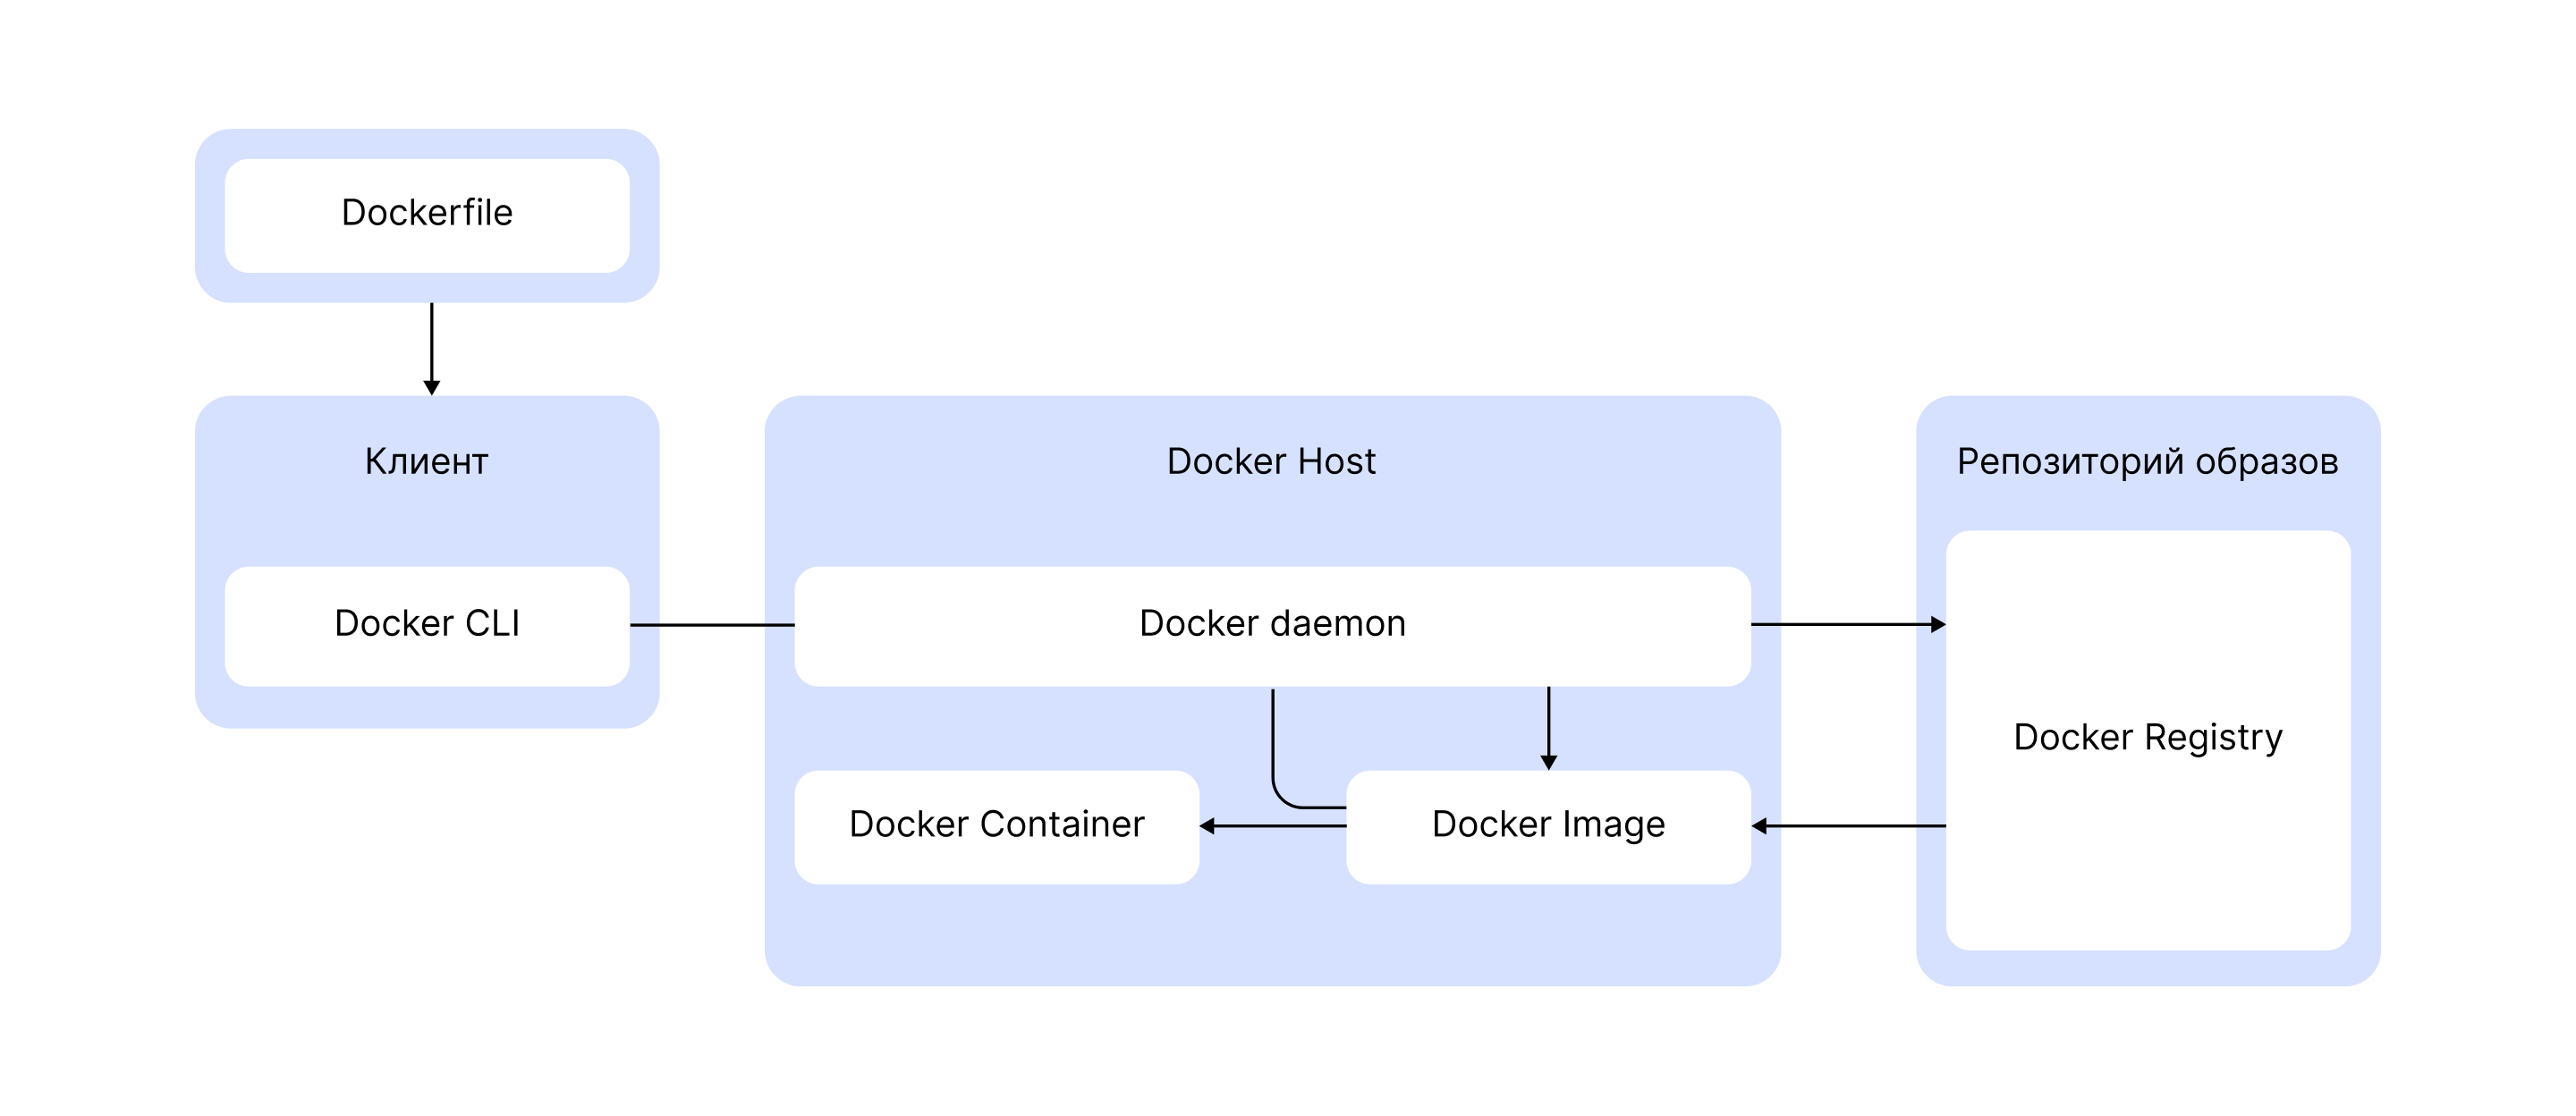 Dockerfile
Клиент
Docker CLI
Docker Host
Docker daemon
Docker Container
Docker Image
Репозиторий образов
Docker Registry